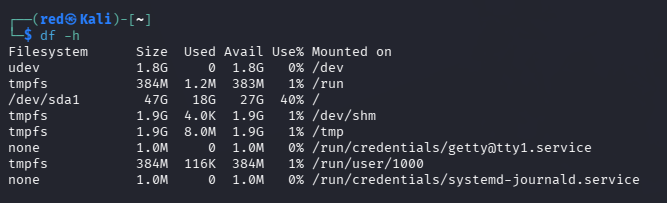 ┌──(red㉿Kali)-[~]
└─$ df -h
Filesystem      Size  Used Avail Use% Mounted on
udev            1.8G     0  1.8G   0% /dev
tmpfs           384M  1.2M  383M   1% /run
/dev/sda1        47G   18G   27G  40% /
tmpfs           1.9G  4.0K  1.9G   1% /dev/shm
tmpfs           1.9G  8.0M  1.9G   1% /tmp
none            1.0M     0  1.0M   0% /run/credentials/getty@tty1.service
tmpfs           384M  116K  384M   1% /run/user/1000
none            1.0M     0  1.0M   0% /run/credentials/systemd-journald.service